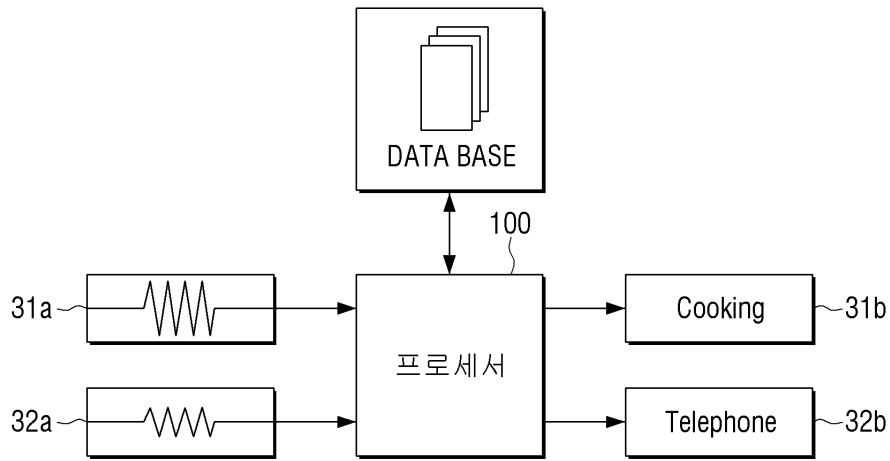 DATA BASE
100
31a
Cooking
31b
프로세서
32a
Telephone
32b